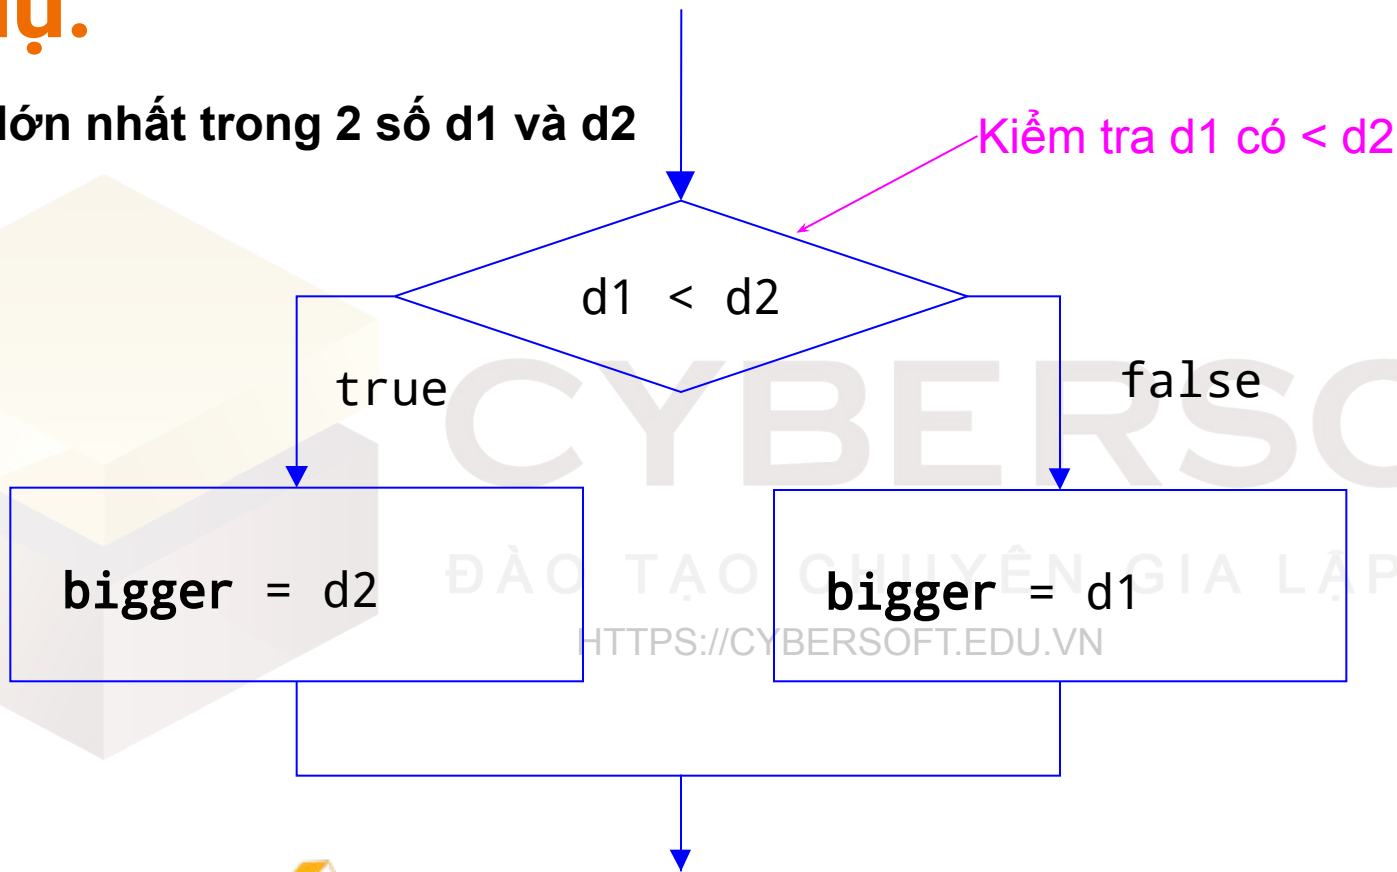 lớn nhất trong 2 số d1 và d2
Kiểm tra d1 có < d2
d1 < d2
true
false
CYBERSO
bigger = d2
bigger = d1
ĐÀO TẠO CHUYÊN GIA LẬP
HTTPS://CYBERSOFT.EDU.VN